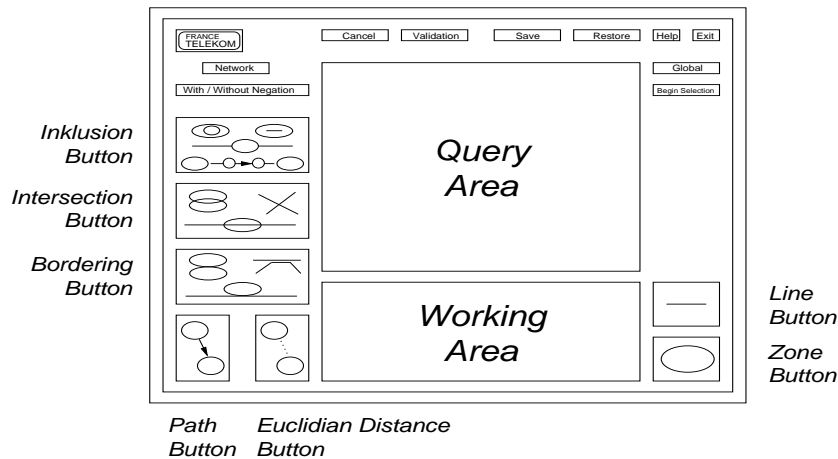 FRANCE
TELEKOM
Cancel
Validation
Save
Restore
Help
Exit
Network
Global
With / Without Negation
Begin Selection
Inklusion
Button
Query
Area
Intersection
Button
Bordering
Button
Working
Area
Line
Button
Zone
Button
Path
Button
Euclidian Distance
Button